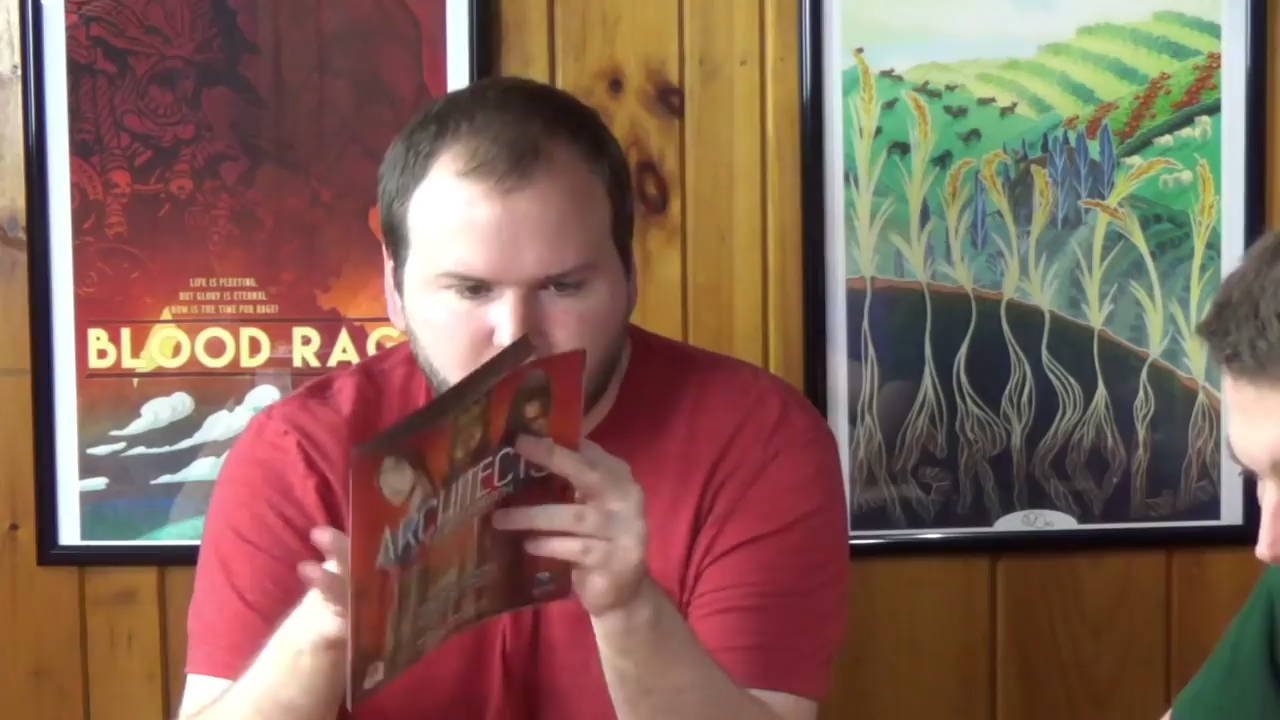 LIFE IS FLEETING,
BUT GLORY IS ETERNAL.
NOW IS THE TIME FOR RAGE!
BLOOD RAG
ARCHITECTS